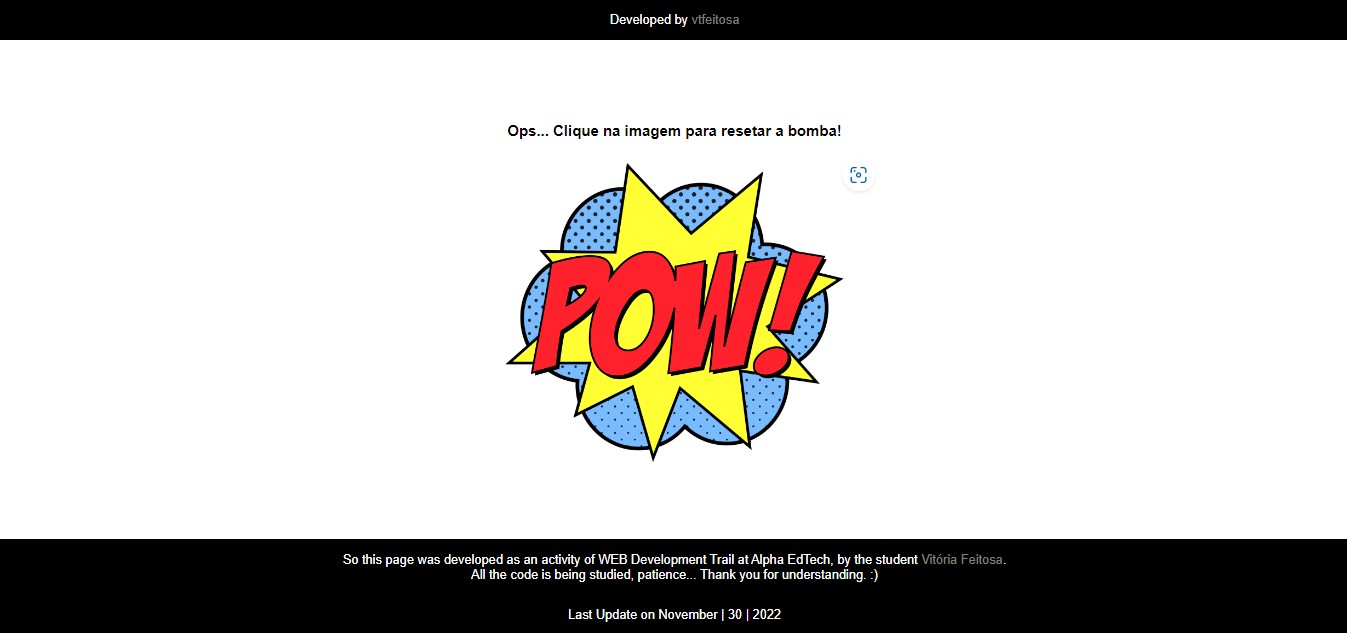 Developed by vtfeitosa
Ops... Clique na imagem para resetar a bomba!
POW!
So this page was developed as an activity of WEB Development Trail at Alpha EdTech, by the student Vitória Feitosa.
All the code is being studied, patience... Thank you for understanding. :)
Last Update on November | 30 | 2022